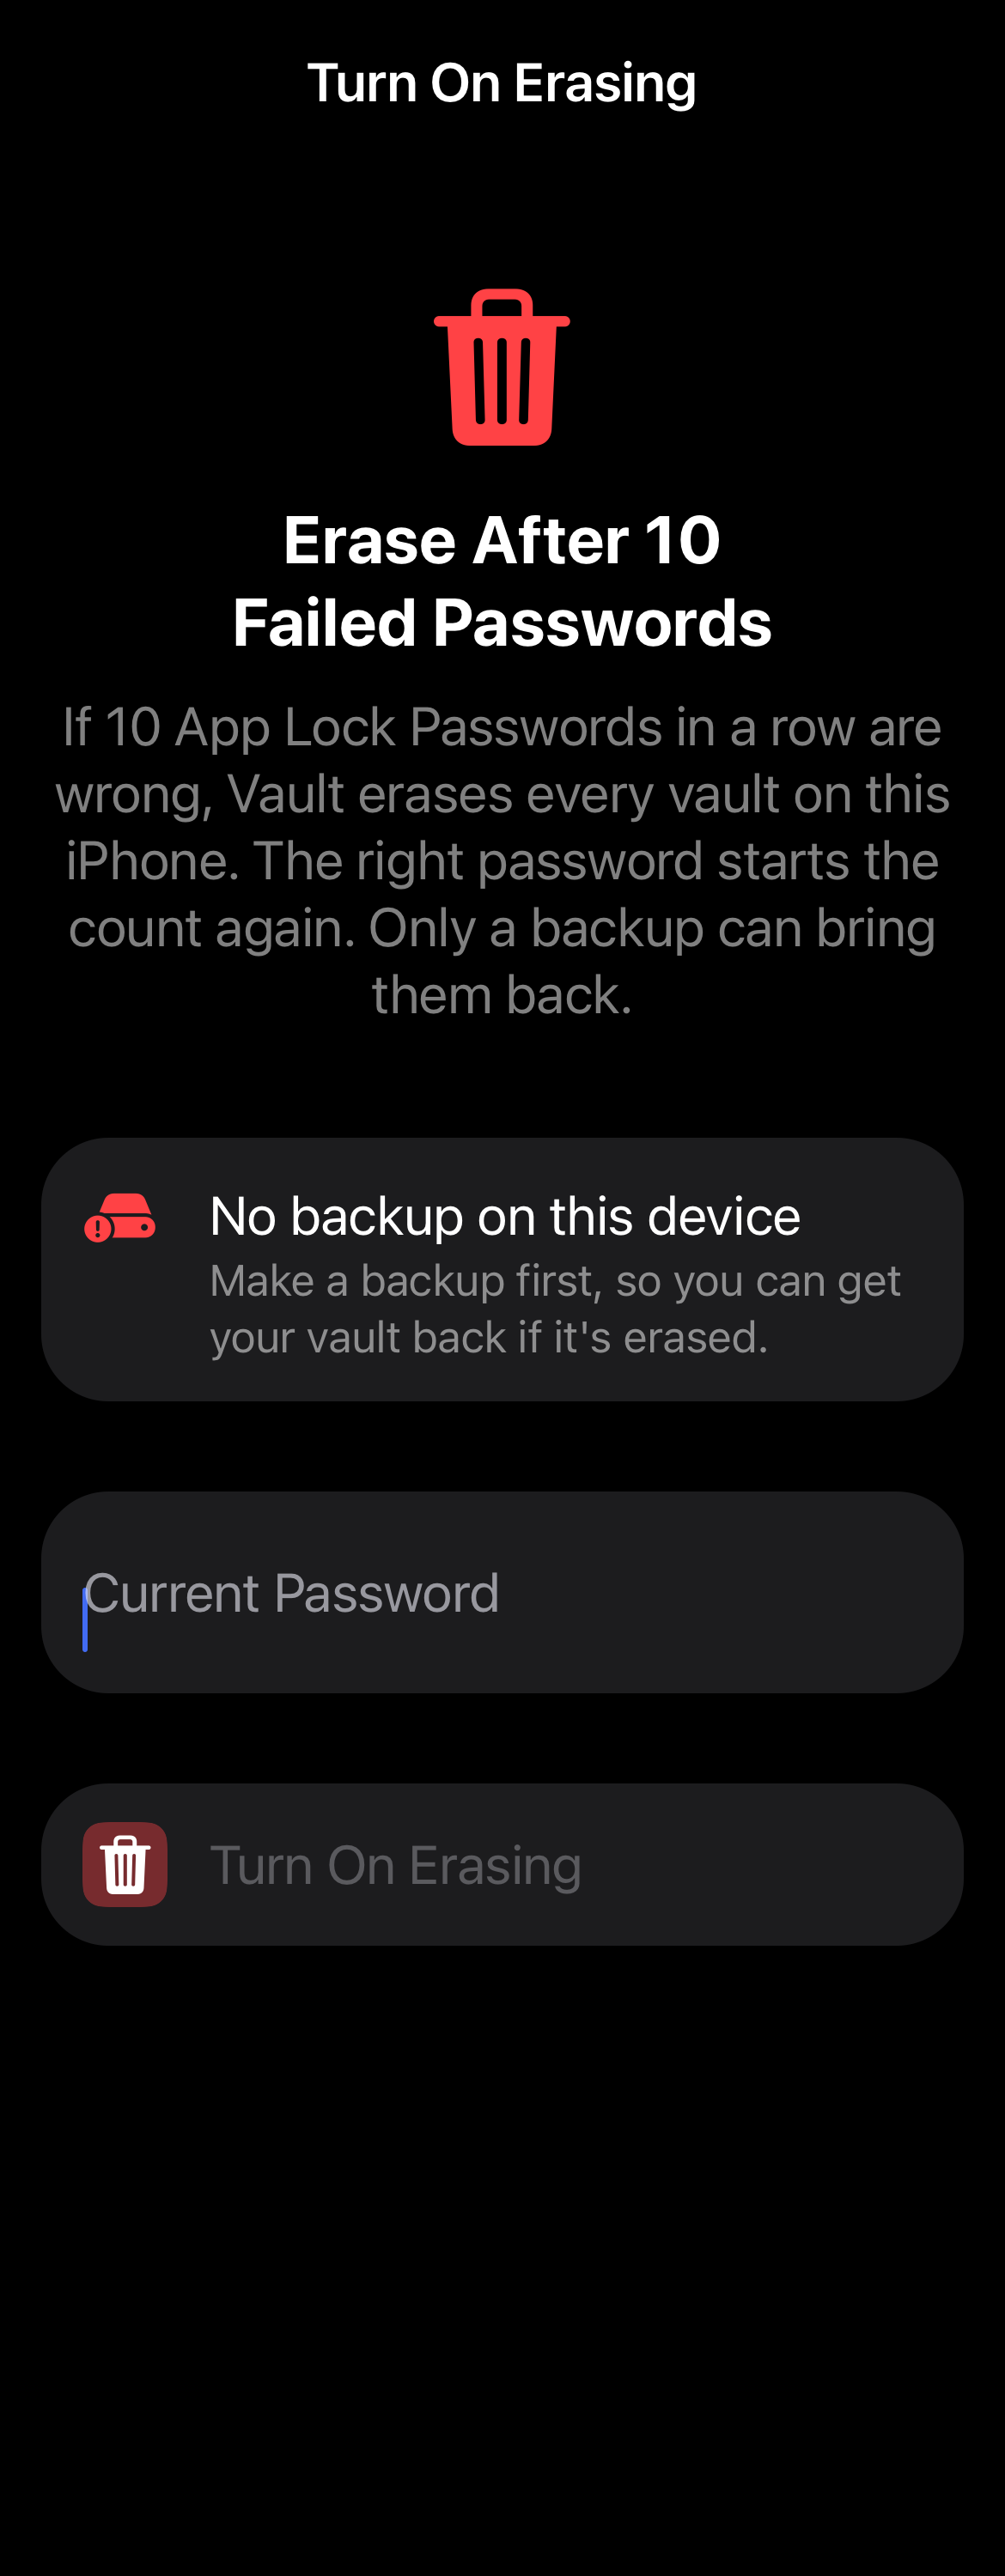 Turn On Erasing
Erase After 10
Failed Passwords
If 10 App Lock Passwords in a row are
wrong, Vault erases every vault on this
iPhone. The right password starts the
count again. Only a backup can bring
them back.
No backup on this device
Make a backup first, so you can get
your vault back if it's erased.
Current Password
Turn On Erasing